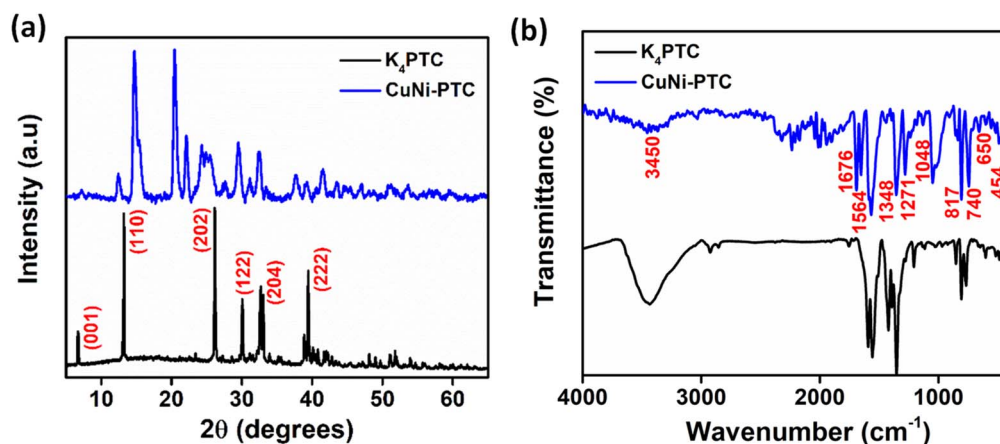 (a)
K₄PTC
CuNi-PTC
Intensity (a.u)
(001)
(110)
(202)
(122)
(204)
(222)
10 20 30 40 50 60
2θ (degrees)
(b)
K₄PTC
CuNi-PTC
Transmittance (%)
3450
1676
1564
1348
1271
1048
817
740
650
454
4000 3000 2000 1000
Wavenumber (cm⁻¹)